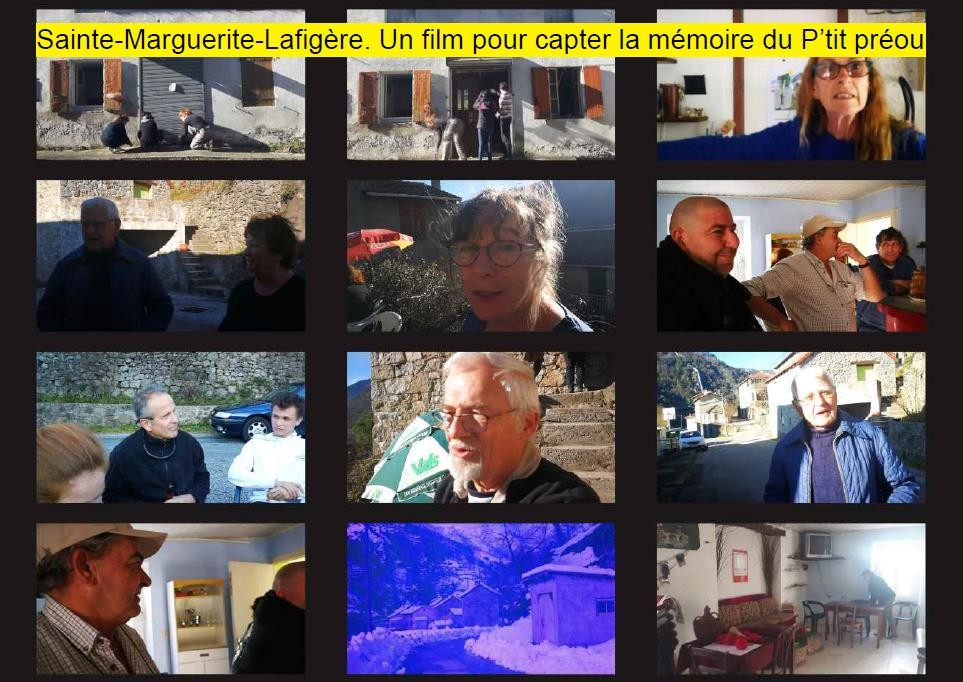 Sainte-Marguerite-Lafigère. Un film pour capter la mémoire du P’tit préou
Vals